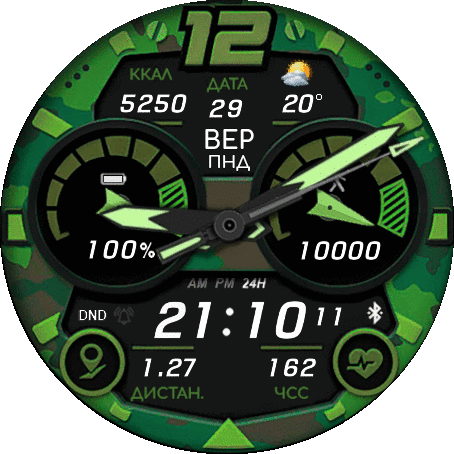 12
ККАЛ ДАТА
5250 29 20°
ВЕР
ПНД
100% 10000
AM PM 24H
DND 21:10 11
1.27 162
ДИСТАН. ЧСС